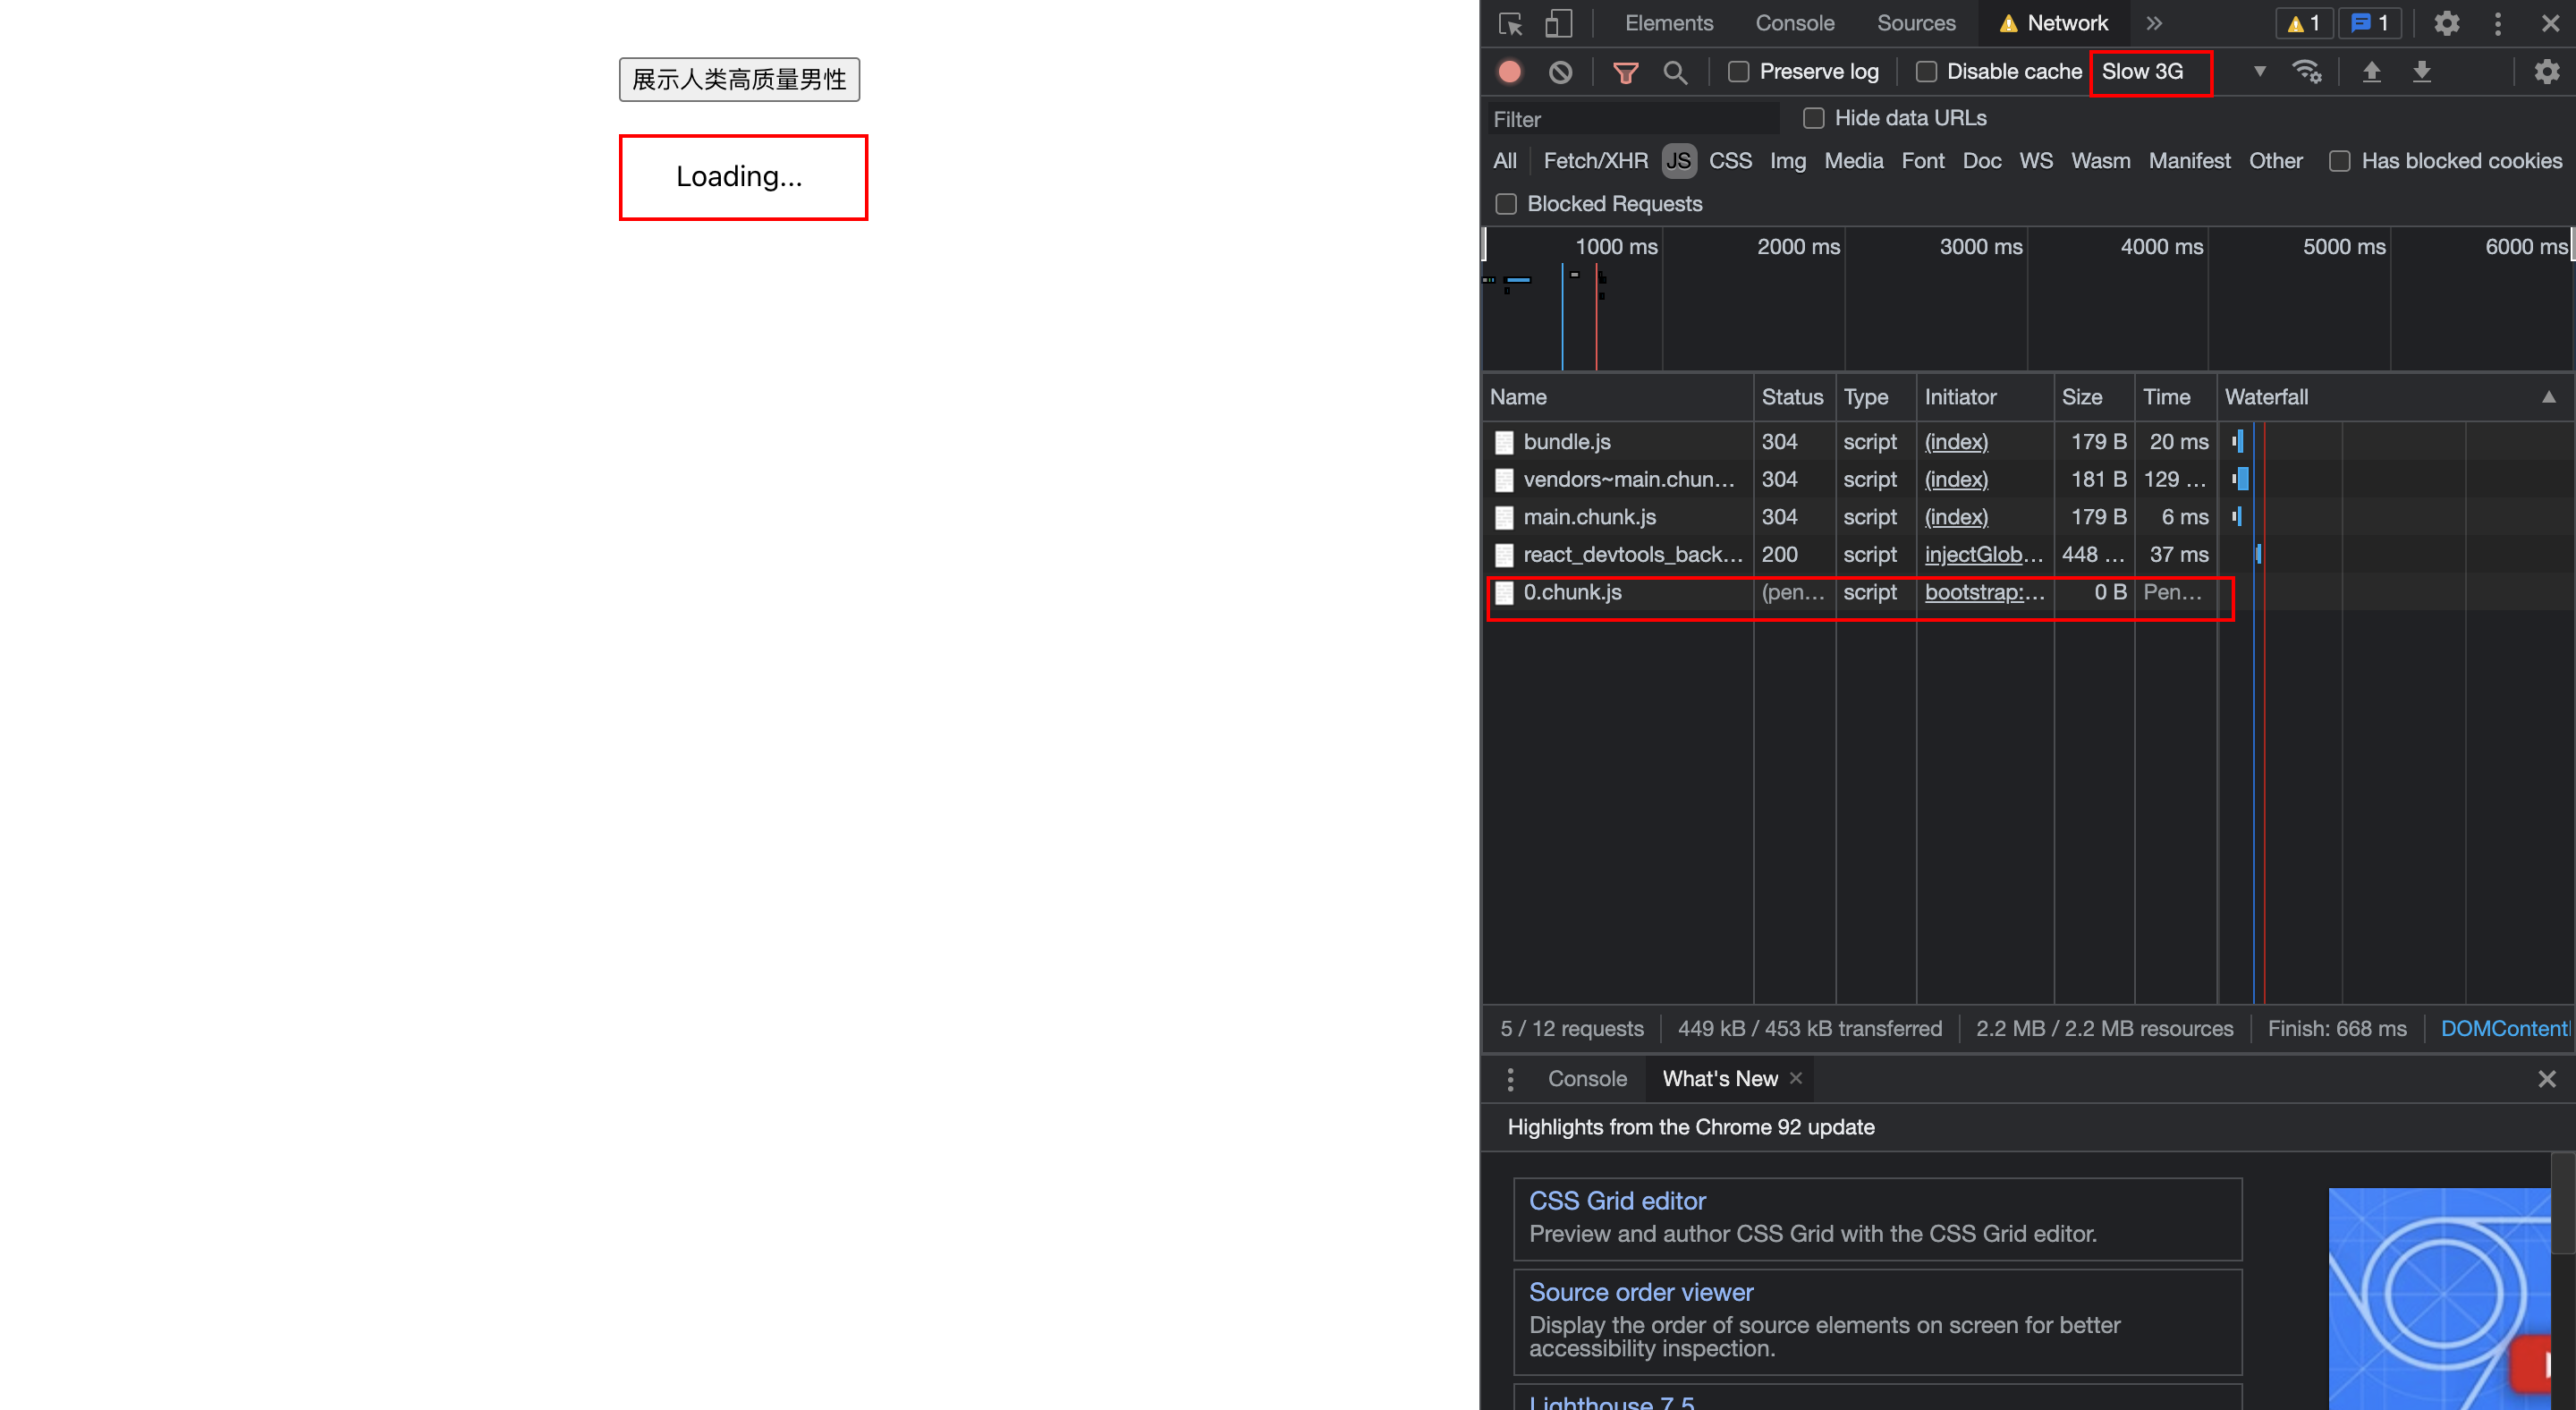 展示人类高质量男性
Loading...
Elements Console Sources Network 1 1
Preserve log Disable cache Slow 3G
Filter Hide data URLs
All Fetch/XHR JS CSS Img Media Font Doc WS Wasm Manifest Other Has blocked cookies
Blocked Requests
1000 ms 2000 ms 3000 ms 4000 ms 5000 ms 6000 ms
Name Status Type Initiator Size Time Waterfall
bundle.js 304 script (index) 179 B 20 ms
vendors~main.chun... 304 script (index) 181 B 129 ...
main.chunk.js 304 script (index) 179 B 6 ms
react_devtools_back... 200 script injectGlob... 448 ... 37 ms
0.chunk.js (pen... script bootstrap:... 0 B Pen...
5 / 12 requests 449 kB / 453 kB transferred 2.2 MB / 2.2 MB resources Finish: 668 ms DOMContentl
Console What's New
Highlights from the Chrome 92 update
CSS Grid editor
Preview and author CSS Grid with the CSS Grid editor.
Source order viewer
Display the order of source elements on screen for better
accessibility inspection.
Lighthouse 7.5